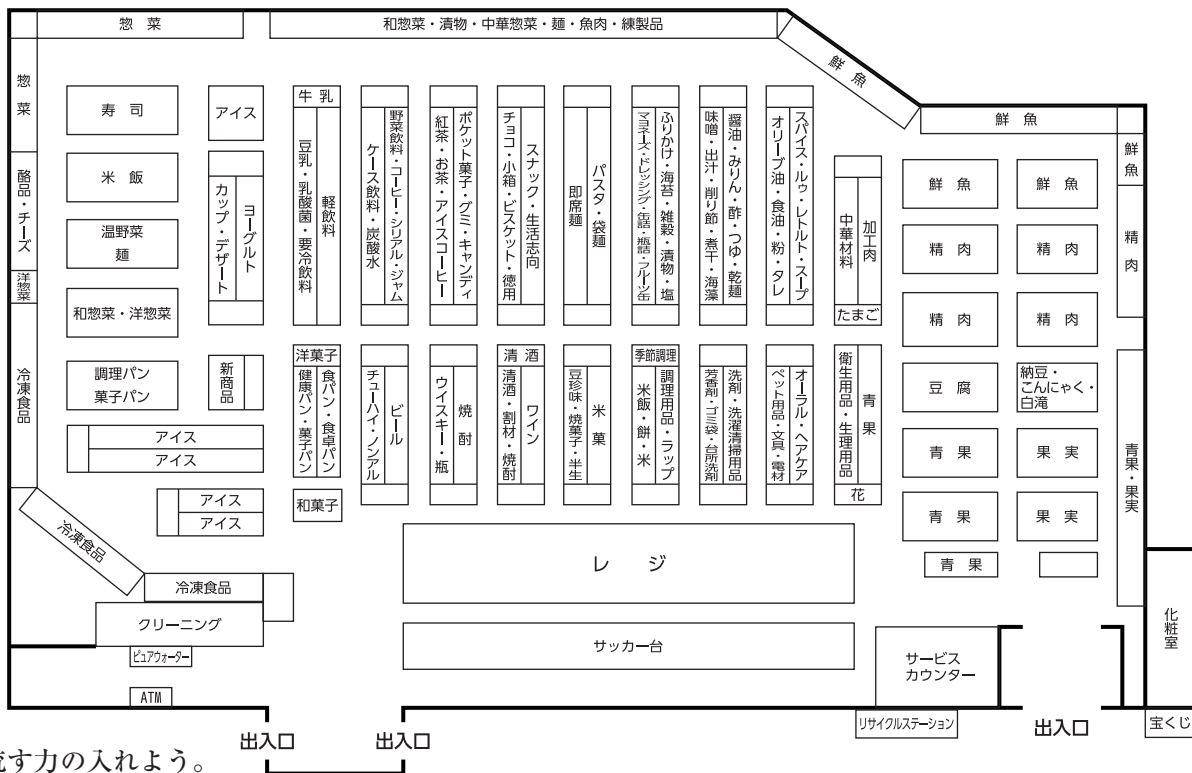 惣菜
和惣菜・漬物・中華惣菜・麺・魚肉・練製品
鮮魚
鮮魚
惣菜
酪品・チーズ
洋惣菜
冷凍食品
寿司
米飯
温野菜
麺
和惣菜・洋惣菜
調理パン
菓子パン
アイス
アイス
アイス
アイス
アイス
カップ・デザート
ヨーグルト
新商品
牛乳
豆乳・乳酸菌・要冷飲料
軽飲料
ケース飲料・炭酸水
野菜飲料・コーヒー・シリアル・ジャム
紅茶・お茶・アイスコーヒー
ポケット菓子・グミ・キャンディ
チョコ・小箱・ビスケット・徳用
スナック・生活志向
即席麺
パスタ・袋麺
マヨネーズ・ドレッシング・缶詰・瓶詰・フルーツ缶
ふりかけ・海苔・雑穀・漬物・塩
味噌・出汁・削り節・煮干・海藻
醤油・みりん・酢・つゆ・乾麺
オリーブ油・食油・粉・タレ
スパイス・ルゥ・レトルト・スープ
中華材料
加工肉
たまご
鮮魚
鮮魚
精肉
精肉
精肉
精肉
豆腐
納豆・
こんにゃく・
白滝
青果
果実
青果
果実
青果
鮮魚
精肉
青果・果実
洋菓子
健康パン・菓子パン
食パン・食卓パン
和菓子
チューハイ・ノンアル
ビール
ウイスキー・瓶
焼酎
清酒
清酒・割材・焼酎
ワイン
豆珍味・焼菓子・半生
米菓
季節調理
米飯・餅・米
調理用品・ラップ
芳香剤・ゴミ袋・台所洗剤
洗剤・洗濯清掃用品
ペット用品・文具・電材
オーラル・ヘアケア
衛生用品・生理用品
青果
花
冷凍食品
冷凍食品
クリーニング
ピュアウォーター
ATM
レジ
サッカー台
サービス
カウンター
リサイクルステーション
化粧室
宝くじ
出入口
出入口
出入口
す力の入れよう。